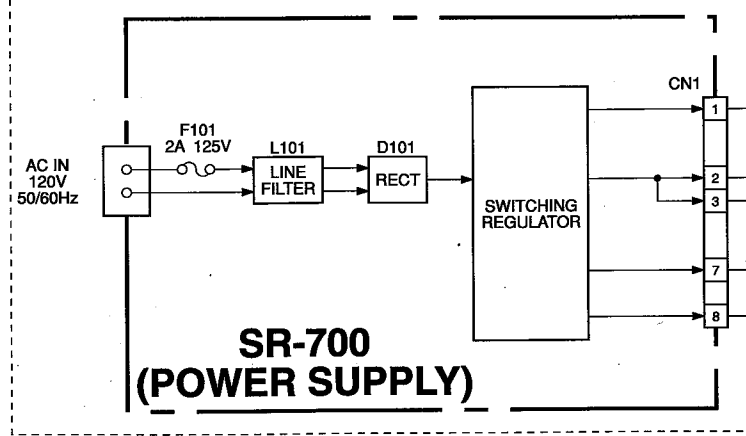 CN1
F101
2A 125V
L101
D101
AC IN
120V
50/60Hz
LINE
FILTER
RECT
SWITCHING
REGULATOR
1
2
3
7
8
SR-700
(POWER SUPPLY)